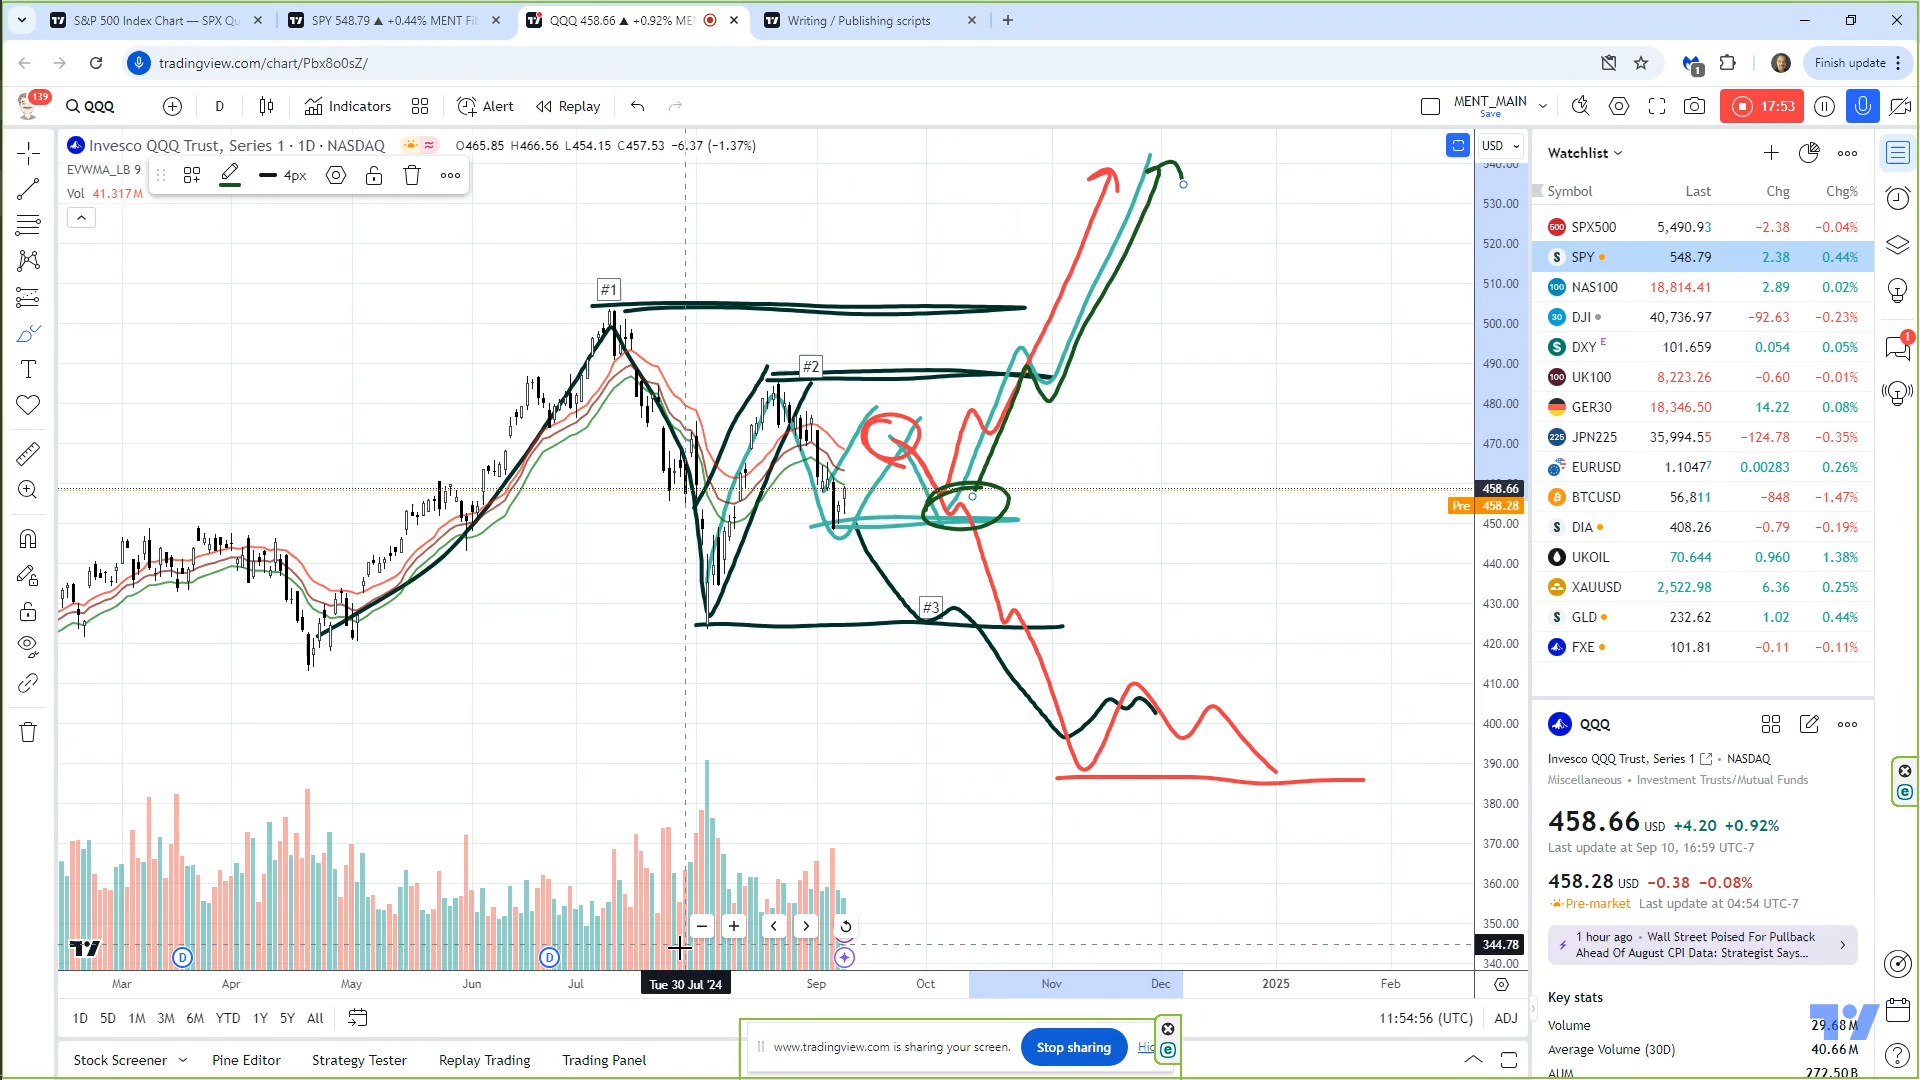 S&P 500 Index Chart — SPX Qu
SPY 548.79 ▲ +0.44% MENT Fib
QQQ 458.66 ▲ +0.92% ME
Writing / Publishing scripts
tradingview.com/chart/Pbx8o0sZ/
1
Finish update
139
QQQ
D
Indicators
Alert
Replay
MENT_MAIN
Save
17:53
Invesco QQQ Trust, Series 1 · 1D · NASDAQ
O465.85 H466.56 L454.15 C457.53 −6.37 (−1.37%)
EVWMA_LB 9
4px
Vol 41.317M
USD
540.00
530.00
520.00
510.00
500.00
490.00
480.00
470.00
458.66
Pre 458.28
450.00
440.00
430.00
420.00
410.00
400.00
390.00
380.00
370.00
360.00
350.00
344.78
340.00
#1
#2
#3
D
D
Mar
Apr
May
Jun
Jul
Tue 30 Jul '24
Sep
Oct
Nov
Dec
2025
Feb
1D 5D 1M 3M 6M YTD 1Y 5Y All
11:54:56 (UTC) ADJ
Stock Screener
Pine Editor
Strategy Tester
Replay Trading
Trading Panel
www.tradingview.com is sharing your screen.
Stop sharing
Hid
Watchlist
Symbol Last Chg Chg%
SPX500 5,490.93 −2.38 −0.04%
SPY 548.79 2.38 0.44%
NAS100 18,814.41 2.89 0.02%
DJI 40,736.97 −92.63 −0.23%
DXY E 101.659 0.054 0.05%
UK100 8,223.26 −0.60 −0.01%
GER30 18,346.50 14.22 0.08%
JPN225 35,994.55 −124.78 −0.35%
EURUSD 1.10477 0.00283 0.26%
BTCUSD 56,811 −848 −1.47%
DIA 408.26 −0.79 −0.19%
UKOIL 70.644 0.960 1.38%
XAUUSD 2,522.98 6.36 0.25%
GLD 232.62 1.02 0.44%
FXE 101.81 −0.11 −0.11%
1
QQQ
Invesco QQQ Trust, Series 1 • NASDAQ
Miscellaneous • Investment Trusts/Mutual Funds
458.66 USD +4.20 +0.92%
Last update at Sep 10, 16:59 UTC-7
458.28 USD −0.38 −0.08%
Pre-market Last update at 04:54 UTC-7
1 hour ago • Wall Street Poised For Pullback
Ahead Of August CPI Data: Strategist Says...
Key stats
Volume 29.68M
Average Volume (30D) 40.66M
AUM 272.50B